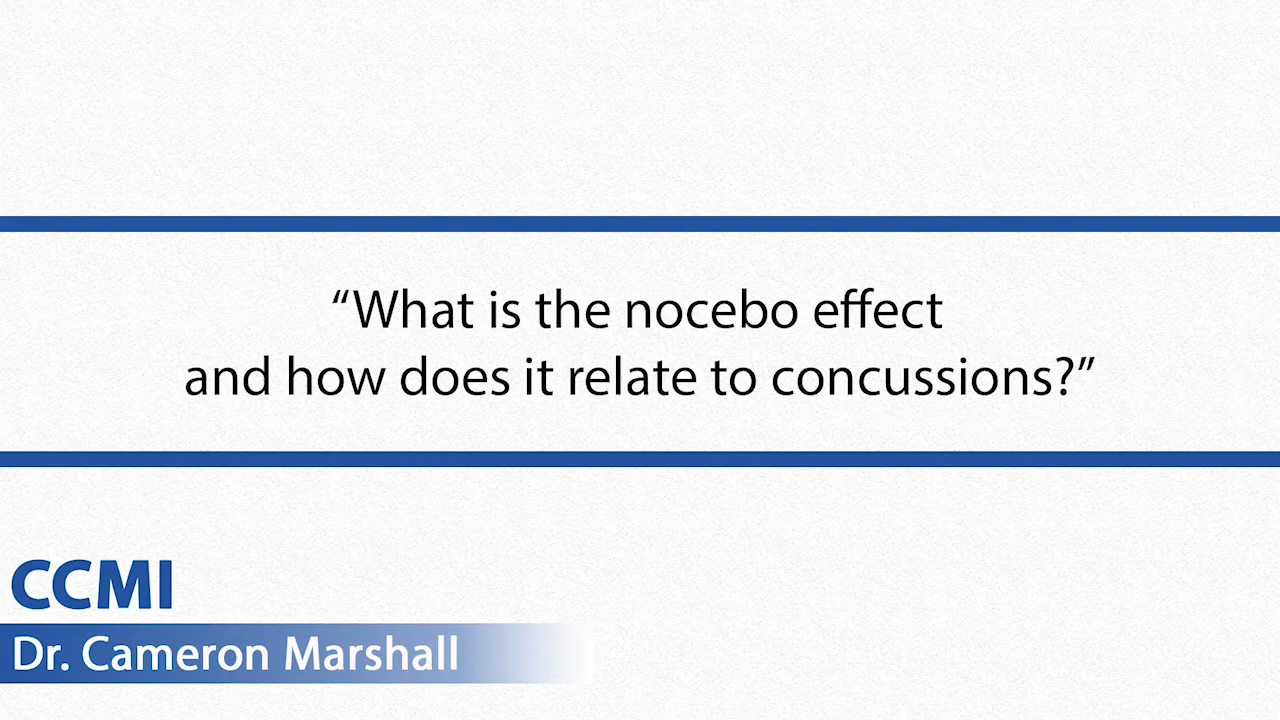 “What is the nocebo effect
and how does it relate to concussions?”
CCMI
Dr. Cameron Marshall